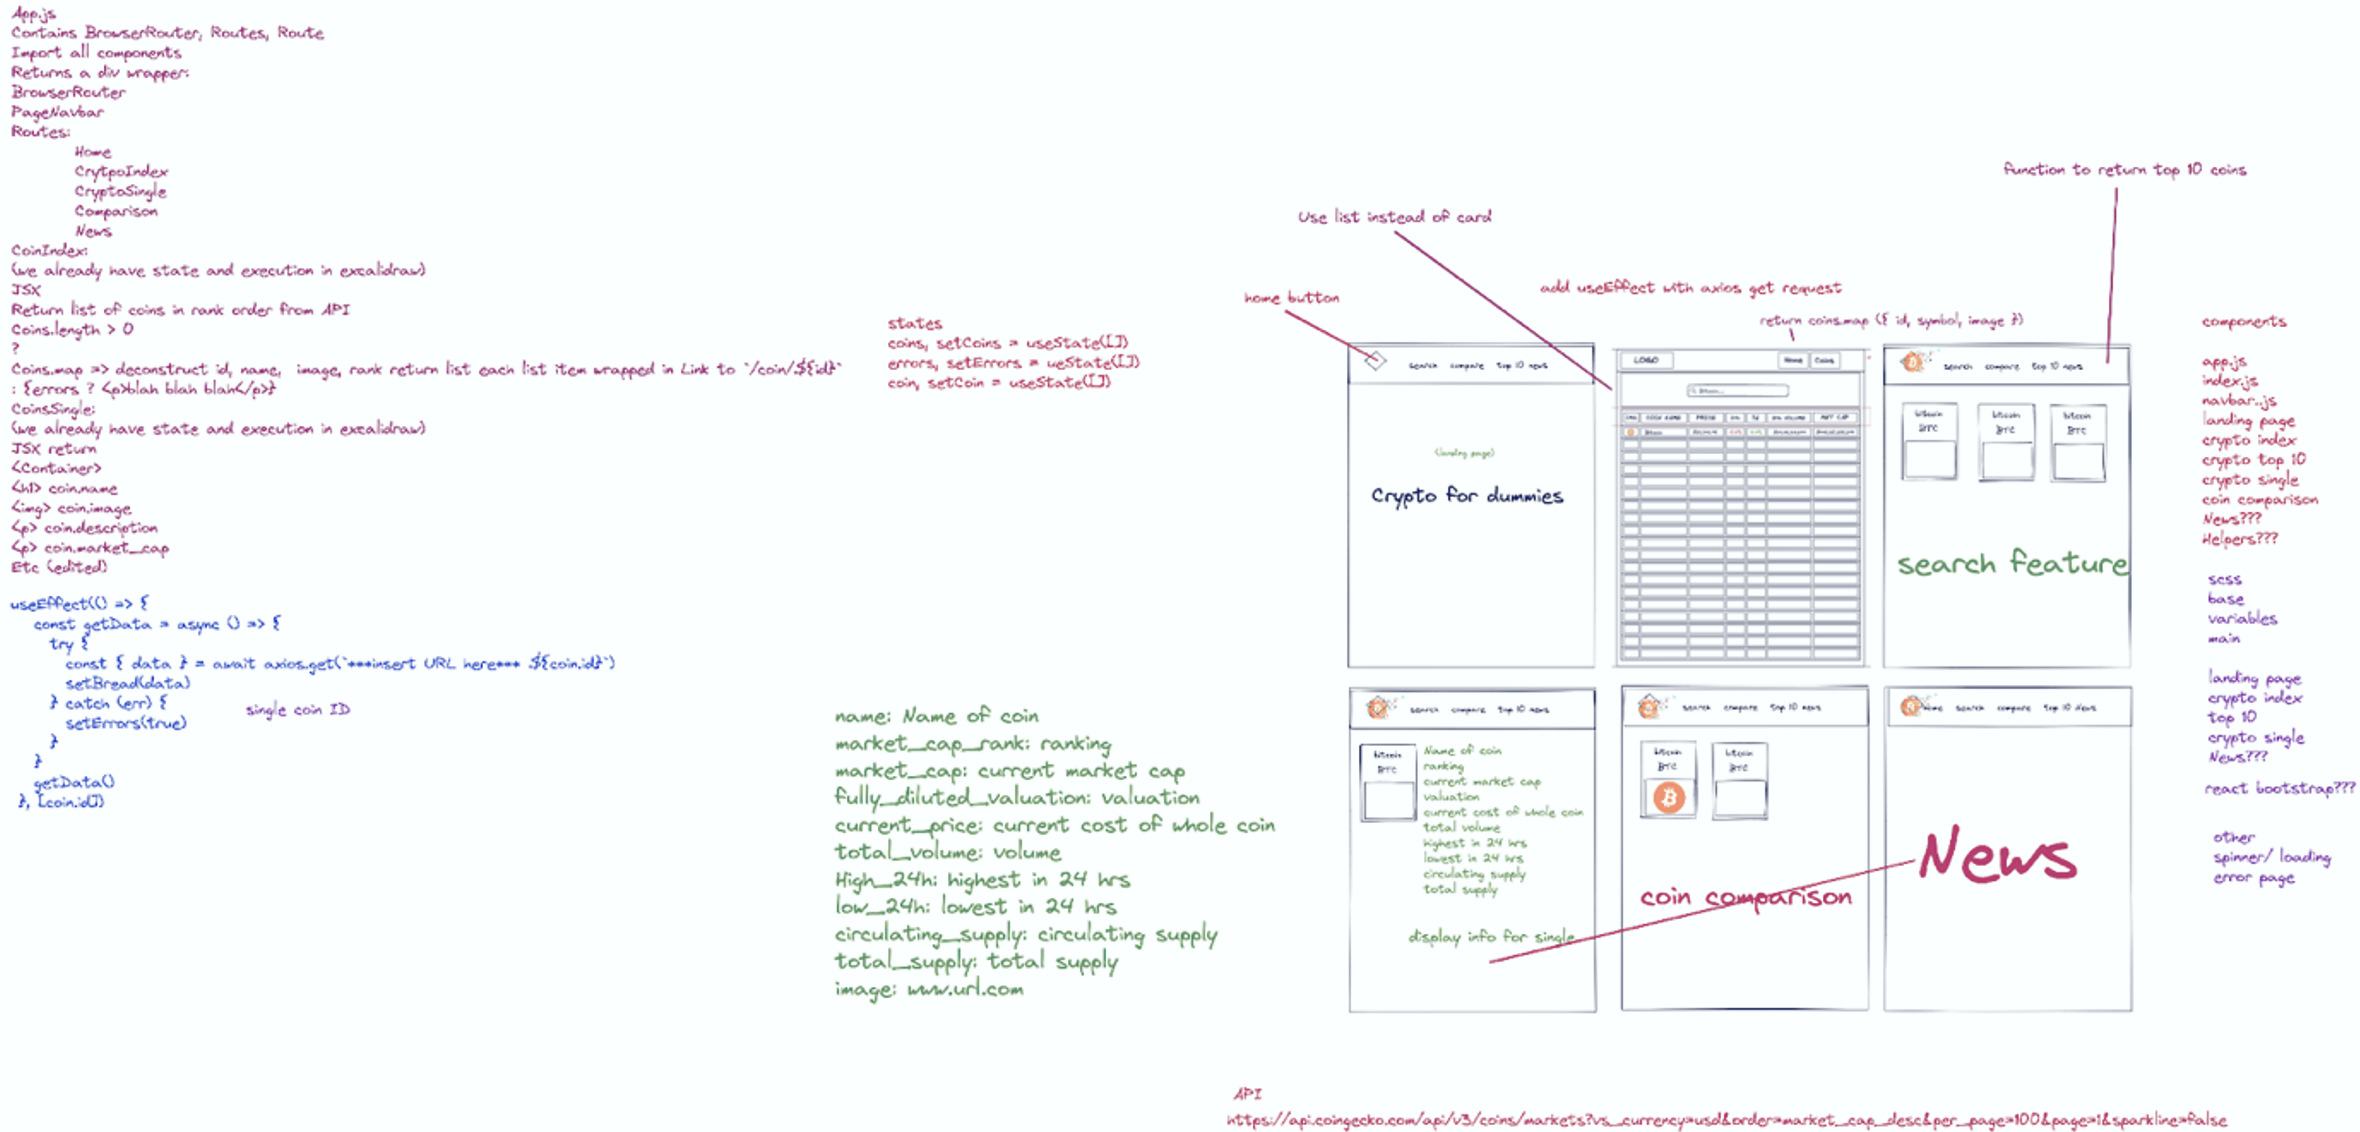 App.js
Contains BrowserRouter, Routes, Route
Import all components
Returns a div wrapper:
BrowserRouter
PageNavbar
Routes:
Home
CrytpoIndex
CryptoSingle
Comparison
News
CoinIndex:
(we already have state and execution in excalidraw)
JSX
Return list of coins in rank order from API
Coins.length > 0
?
Coins.map => deconstruct id, name, image, rank return list each list item wrapped in Link to `/coin/${id}`
: {errors ? <p>blah blah blah</p>}
CoinsSingle:
(we already have state and execution in excalidraw)
JSX return
<Container>
<h1> coin.name
<img> coin.image
<p> coin.description
<p> coin.market_cap
Etc (edited)
useEffect(() => {
const getData = async () => {
try {
const { data } = await axios.get(`***insert URL here*** ${coin.id}`)
setBread(data)
} catch (err) {
setErrors(true)
}
}
getData()
}, [coin.id])
single coin ID
states
coins, setCoins = useState([])
errors, setErrors = ueState([])
coin, setCoin = useState([])
name: Name of coin
market_cap_rank: ranking
market_cap: current market cap
fully_diluted_valuation: valuation
current_price: current cost of whole coin
total_volume: volume
High_24h: highest in 24 hrs
low_24h: lowest in 24 hrs
circulating_supply: circulating supply
total_supply: total supply
image: www.url.com
function to return top 10 coins
Use list instead of card
home button
add useEffect with axios get request
return coins.map ({ id, symbol, image })
search compare top 10 news
(landing page)
Crypto for dummies
LOGO
Home
Coins
COIN NAME
PRICE
MKT CAP
Bitcoin
search compare top 10 news
bitcoin
BTC
bitcoin
BTC
bitcoin
BTC
search feature
search compare top 10 news
bitcoin
BTC
Name of coin
ranking
current market cap
valuation
current cost of whole coin
total volume
highest in 24 hrs
lowest in 24 hrs
circulating supply
total supply
display info for single
search compare top 10 news
bitcoin
BTC
bitcoin
BTC
coin comparison
Home search compare top 10 News
News
components
app.js
index.js
navbar..js
landing page
crypto index
crypto top 10
crypto single
coin comparison
News???
Helpers???
scss
base
variables
main
landing page
crypto index
top 10
crypto single
News???
react bootstrap???
other
spinner/ loading
error page
API
https://api.coingecko.com/api/v3/coins/markets?vs_currency=usd&order=market_cap_desc&per_page=100&page=1&sparkline=false